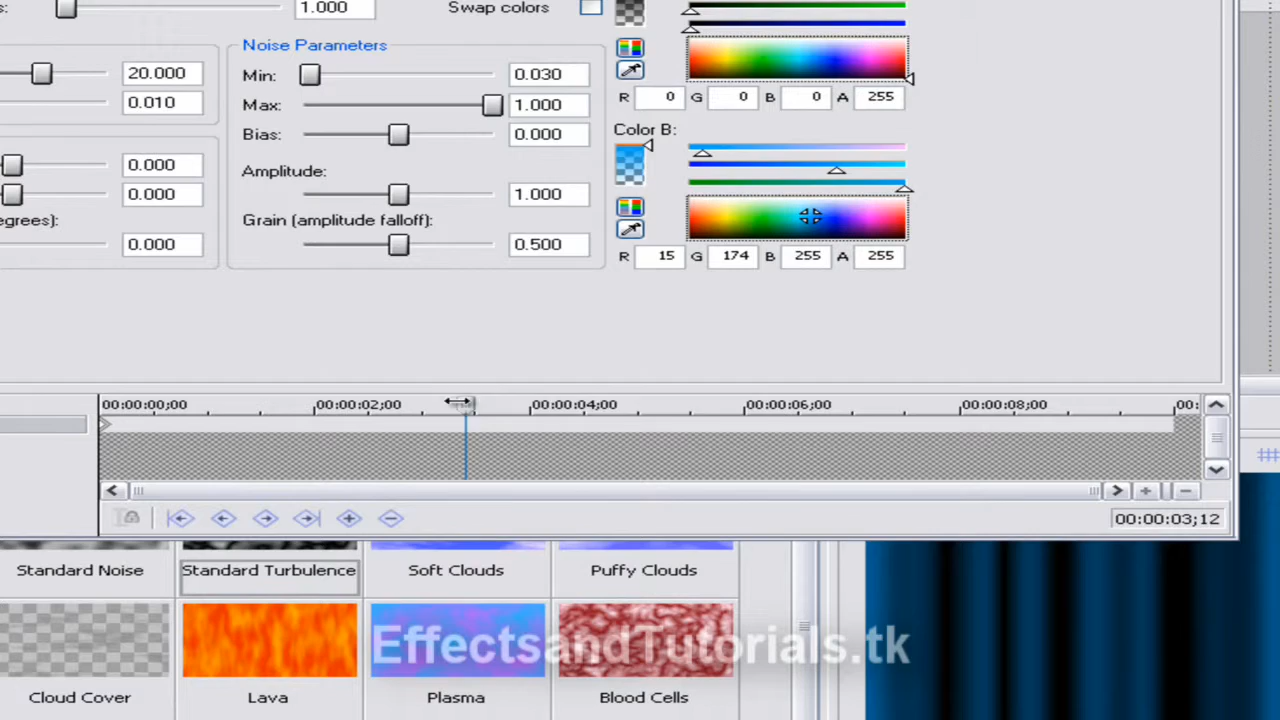 1.000
Swap colors
Noise Parameters
20.000
Min:
0.030
0.010
Max:
1.000
Bias:
0.000
R 0 G 0 B 0 A 255
Color B:
0.000
Amplitude:
0.000
1.000
Grain (amplitude falloff):
0.000
0.500
R 15 G 174 B 255 A 255
00:00:00;00
00:00:02;00
00:00:04;00
00:00:06;00
00:00:08;00
00:
00:00:03;12
Standard Noise
Standard Turbulence
Soft Clouds
Puffy Clouds
EffectsandTutorials.tk
Cloud Cover
Lava
Plasma
Blood Cells